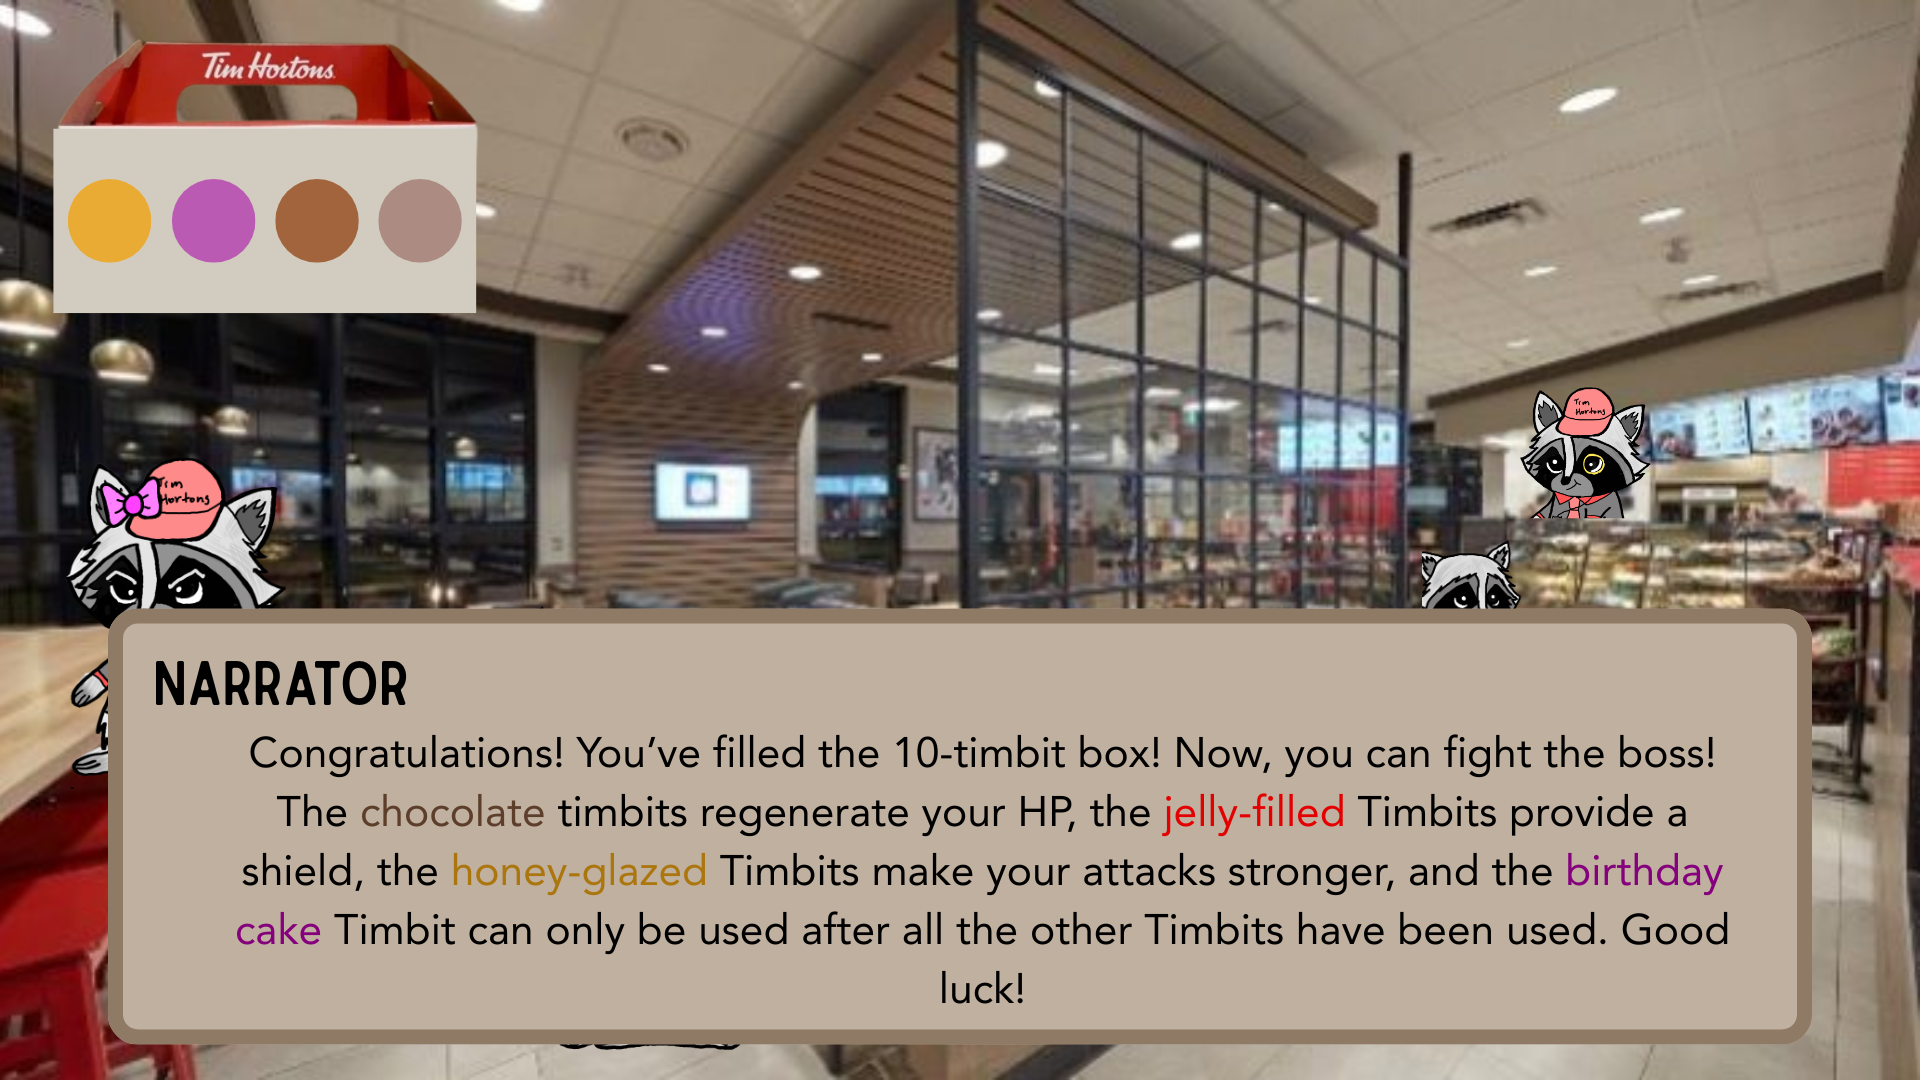 Tim Hortons
Tim
Hortons
Tim
Hortons
NARRATOR
Congratulations! You’ve filled the 10-timbit box! Now, you can fight the boss!
The chocolate timbits regenerate your HP, the jelly-filled Timbits provide a
shield, the honey-glazed Timbits make your attacks stronger, and the birthday
cake Timbit can only be used after all the other Timbits have been used. Good
luck!